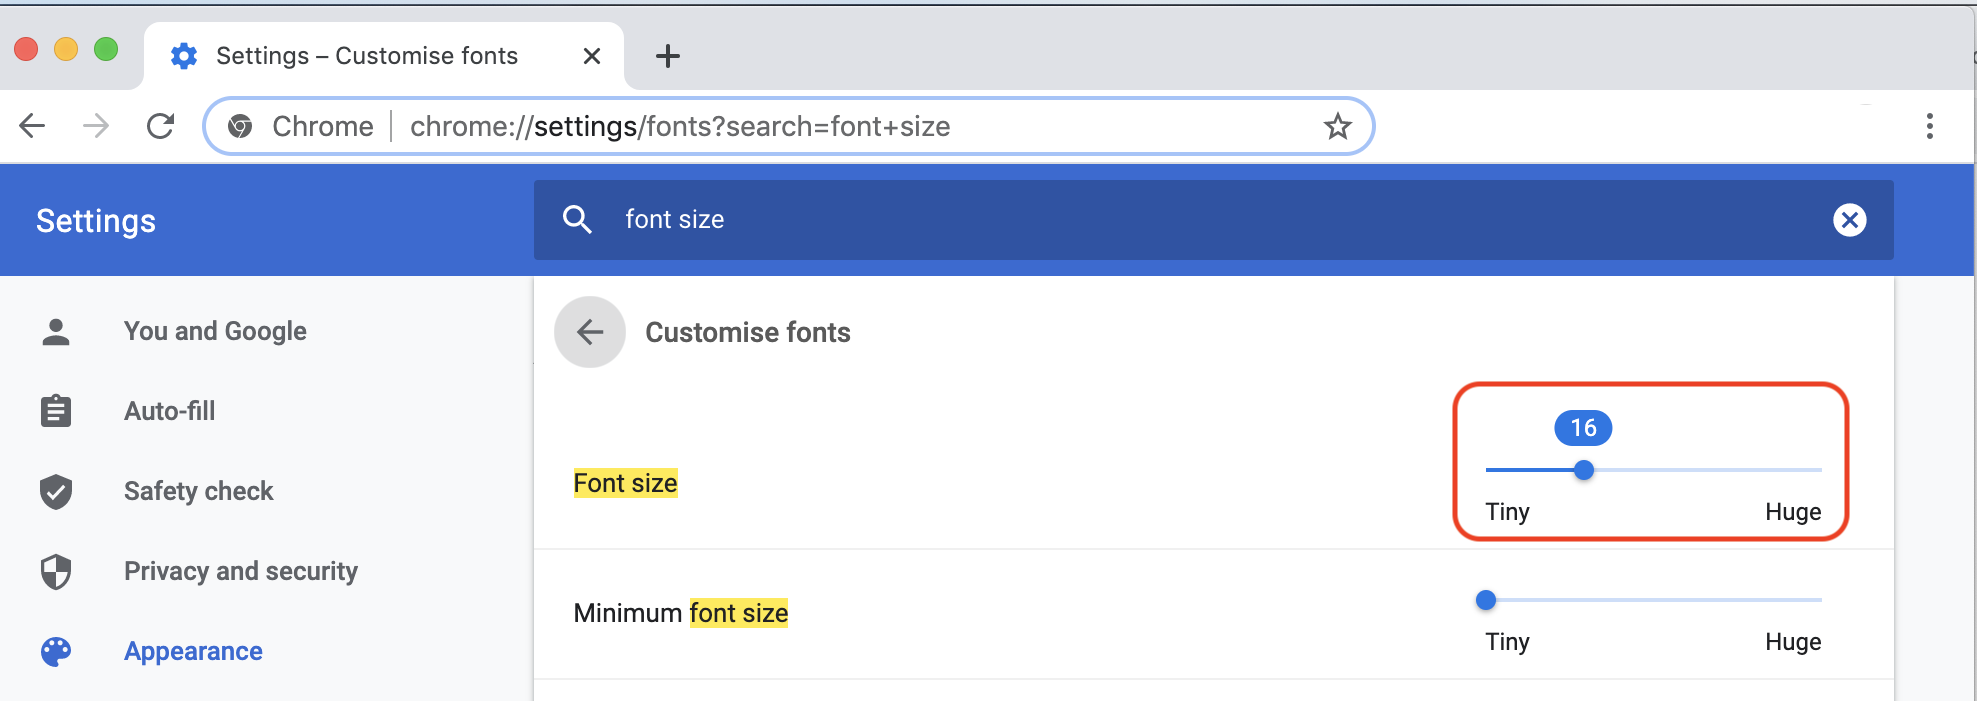 Settings – Customise fonts
Chrome chrome://settings/fonts?search=font+size
Settings
font size
You and Google
Auto-fill
Safety check
Privacy and security
Appearance
Customise fonts
Font size
16
Tiny Huge
Minimum font size
Tiny Huge